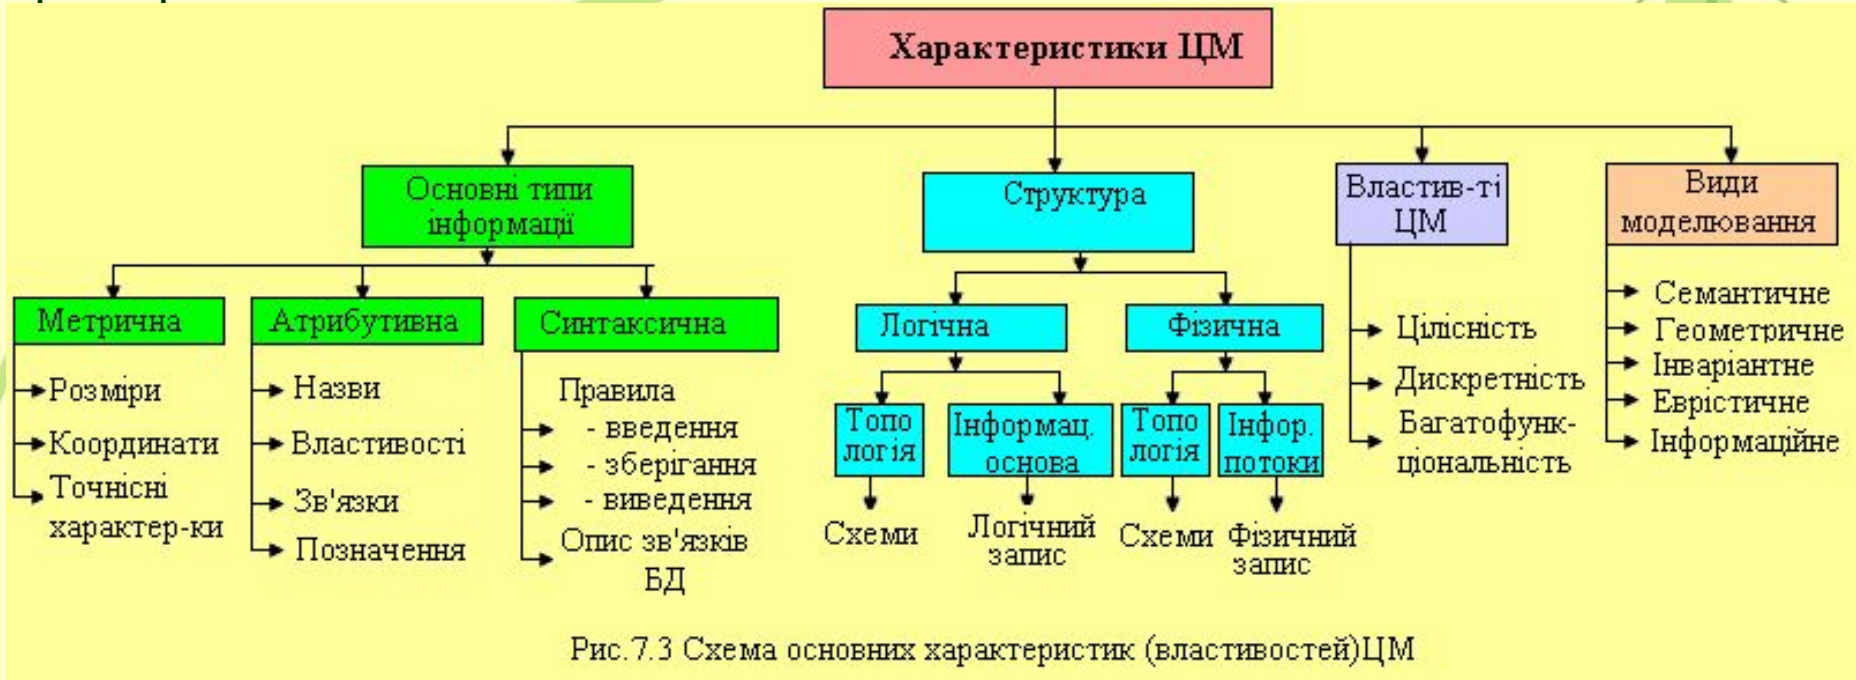 Характеристики ЦМ
Основні типи
інформації
Структура
Властив-ті
ЦМ
Види
моделювання
Метрична
Розміри
Координати
Точнісні
характер-ки
Атрибутивна
Назви
Властивості
Зв'язки
Позначення
Синтаксична
Правила
- введення
- зберігання
- виведення
Опис зв'язків
БД
Логічна
Топо
логія
Схеми
Інформац.
основа
Логічний
запис
Фізична
Топо
логія
Схеми
Інфор.
потоки
Фізичний
запис
Цілісність
Дискретність
Багатофунк-
ціональність
Семантичне
Геометричне
Інваріантне
Еврістичне
Інформаційне
Рис.7.3 Схема основних характеристик (властивостей)ЦМ